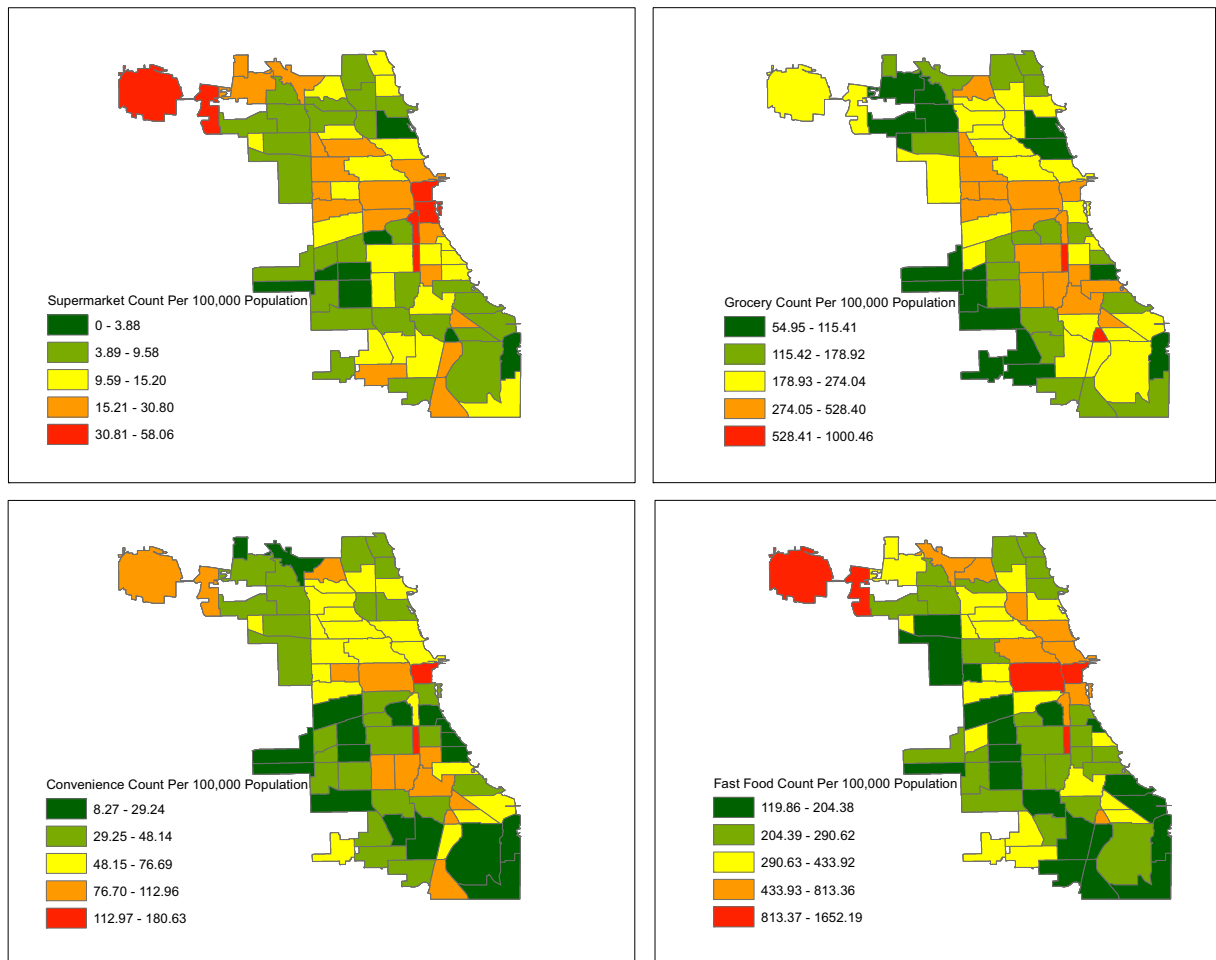 Supermarket Count Per 100,000 Population
0 - 3.88
3.89 - 9.58
9.59 - 15.20
15.21 - 30.80
30.81 - 58.06
Grocery Count Per 100,000 Population
54.95 - 115.41
115.42 - 178.92
178.93 - 274.04
274.05 - 528.40
528.41 - 1000.46
Convenience Count Per 100,000 Population
8.27 - 29.24
29.25 - 48.14
48.15 - 76.69
76.70 - 112.96
112.97 - 180.63
Fast Food Count Per 100,000 Population
119.86 - 204.38
204.39 - 290.62
290.63 - 433.92
433.93 - 813.36
813.37 - 1652.19